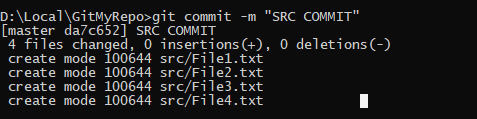 D:\Local\GitMyRepo>git commit -m "SRC COMMIT"
[master da7c652] SRC COMMIT
 4 files changed, 0 insertions(+), 0 deletions(-)
 create mode 100644 src/File1.txt
 create mode 100644 src/File2.txt
 create mode 100644 src/File3.txt
 create mode 100644 src/File4.txt